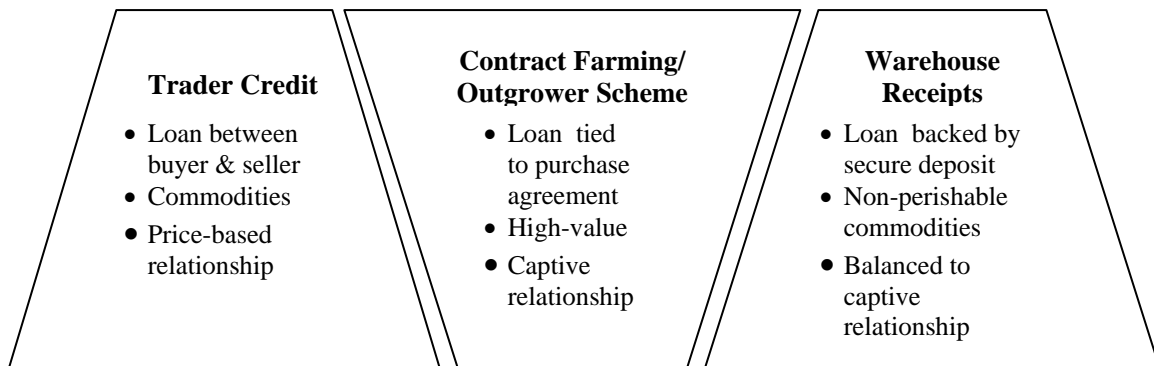 Trader Credit
• Loan between
buyer & seller
• Commodities
• Price-based
relationship
Contract Farming/
Outgrower Scheme
• Loan tied
to purchase
agreement
• High-value
• Captive
relationship
Warehouse
Receipts
• Loan backed by
secure deposit
• Non-perishable
commodities
• Balanced to
captive
relationship